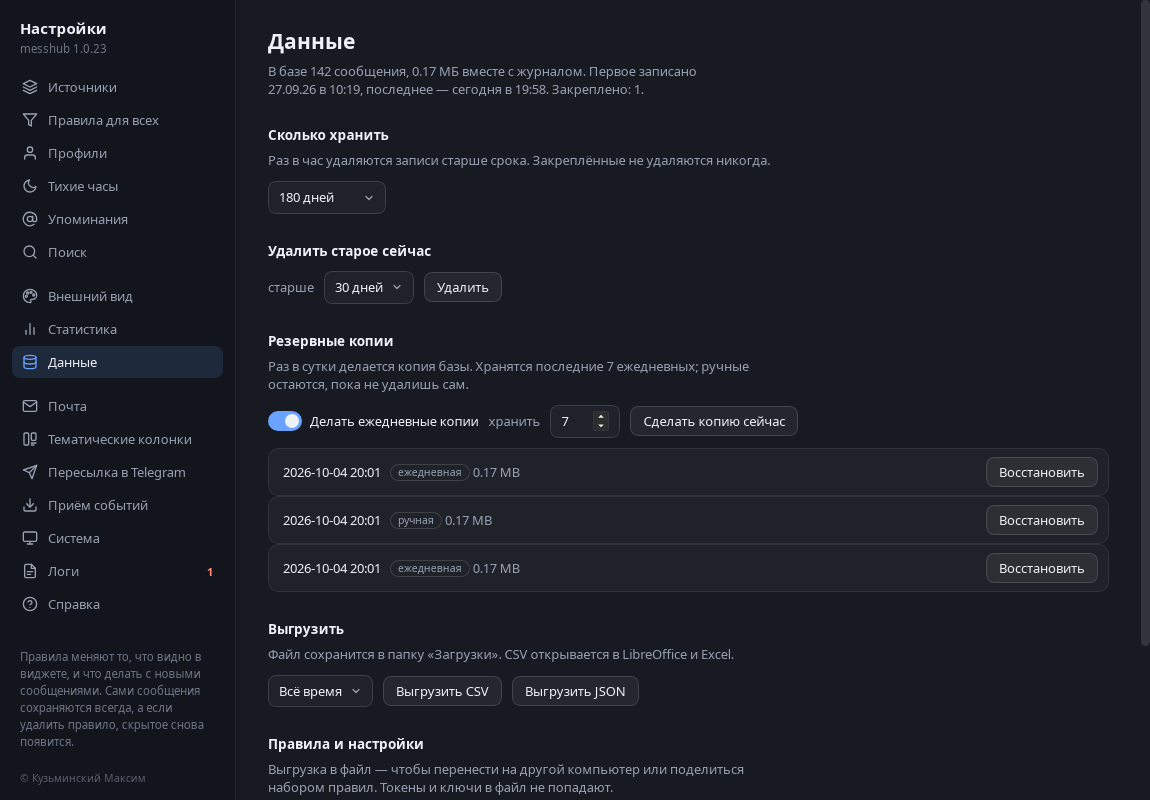 Настройки
messhub 1.0.23
Источники
Правила для всех
Профили
Тихие часы
Упоминания
Поиск
Внешний вид
Статистика
Данные
Почта
Тематические колонки
Пересылка в Telegram
Приём событий
Система
Логи 1
Справка
Правила меняют то, что видно в
виджете, и что делать с новыми
сообщениями. Сами сообщения
сохраняются всегда, а если
удалить правило, скрытое снова
появится.
© Кузьминский Максим
Данные
В базе 142 сообщения, 0.17 МБ вместе с журналом. Первое записано
27.09.26 в 10:19, последнее — сегодня в 19:58. Закреплено: 1.
Сколько хранить
Раз в час удаляются записи старше срока. Закреплённые не удаляются никогда.
180 дней
Удалить старое сейчас
старше 30 дней Удалить
Резервные копии
Раз в сутки делается копия базы. Хранятся последние 7 ежедневных; ручные
остаются, пока не удалишь сам.
Делать ежедневные копии хранить 7 Сделать копию сейчас
2026-10-04 20:01 ежедневная 0.17 MB Восстановить
2026-10-04 20:01 ручная 0.17 MB Восстановить
2026-10-04 20:01 ежедневная 0.17 MB Восстановить
Выгрузить
Файл сохранится в папку «Загрузки». CSV открывается в LibreOffice и Excel.
Всё время Выгрузить CSV Выгрузить JSON
Правила и настройки
Выгрузка в файл — чтобы перенести на другой компьютер или поделиться
набором правил. Токены и ключи в файл не попадают.